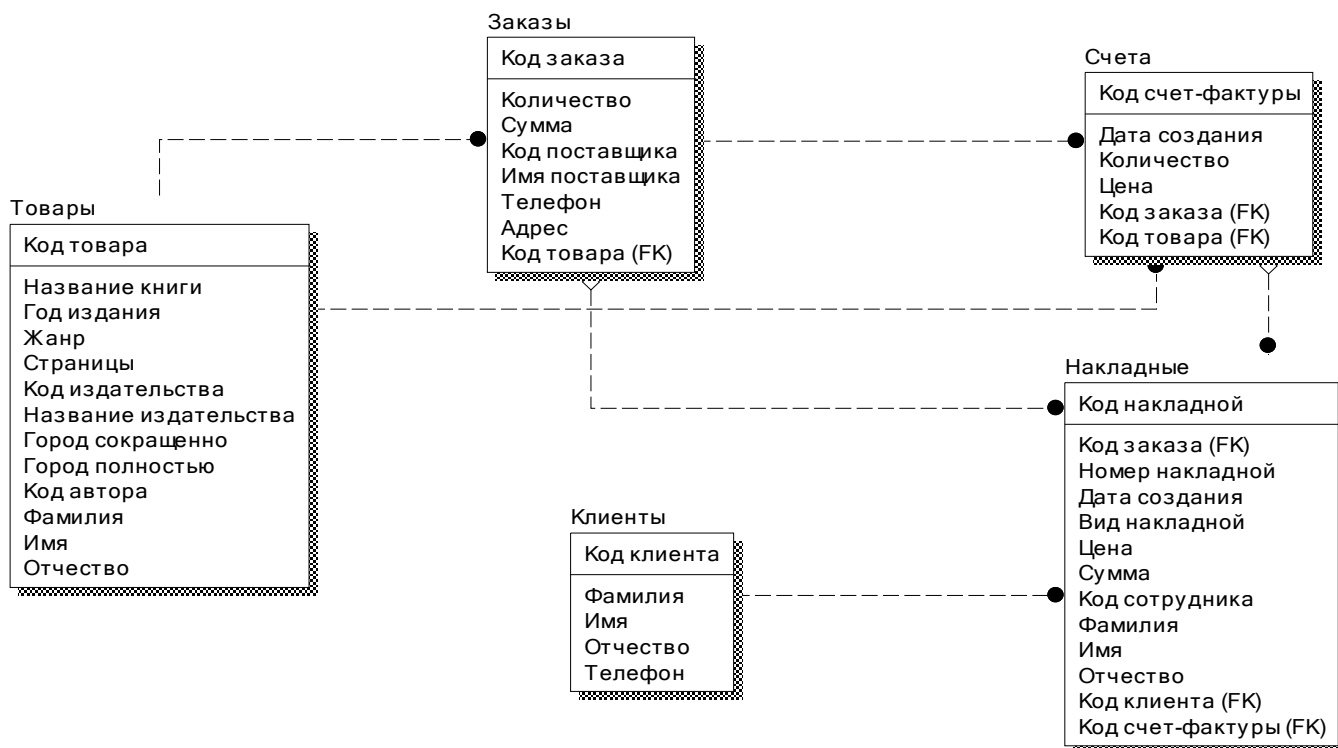 Заказы
Код заказа
Количество
Сумма
Код поставщика
Имя поставщика
Телефон
Адрес
Код товара (FK)
Счета
Код счет-фактуры
Дата создания
Количество
Цена
Код заказа (FK)
Код товара (FK)
Товары
Код товара
Название книги
Год издания
Жанр
Страницы
Код издательства
Название издательства
Город сокращенно
Город полностью
Код автора
Фамилия
Имя
Отчество
Накладные
Код накладной
Код заказа (FK)
Номер накладной
Дата создания
Вид накладной
Цена
Сумма
Код сотрудника
Фамилия
Имя
Отчество
Код клиента (FK)
Код счет-фактуры (FK)
Клиенты
Код клиента
Фамилия
Имя
Отчество
Телефон